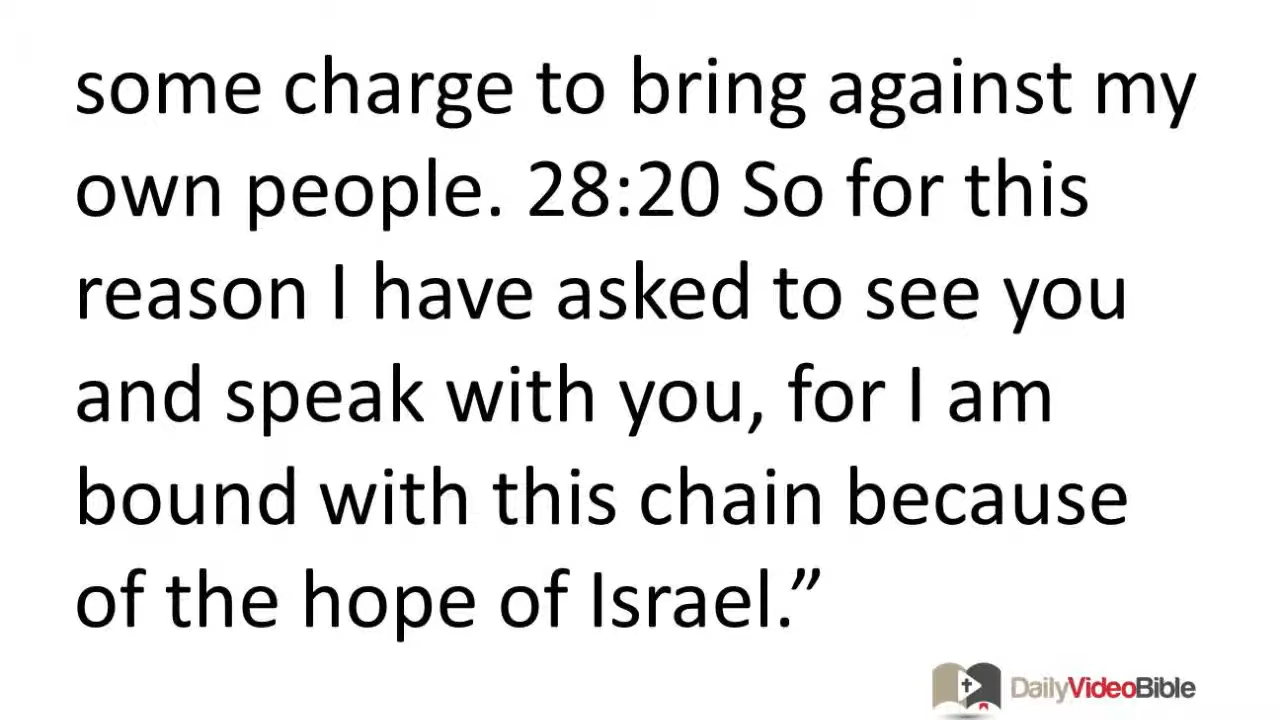 some charge to bring against my
own people. 28:20 So for this
reason I have asked to see you
and speak with you, for I am
bound with this chain because
of the hope of Israel.”
DailyVideoBible